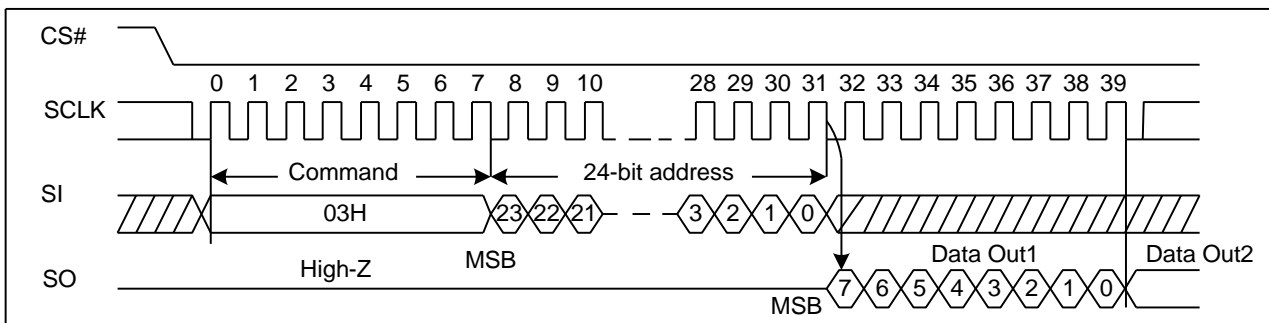 CS#
0 1 2 3 4 5 6 7 8 9 10 28 29 30 31 32 33 34 35 36 37 38 39
SCLK
Command 24-bit address
SI
03H 23 22 21 3 2 1 0
High-Z MSB Data Out1 Data Out2
SO
MSB 7 6 5 4 3 2 1 0